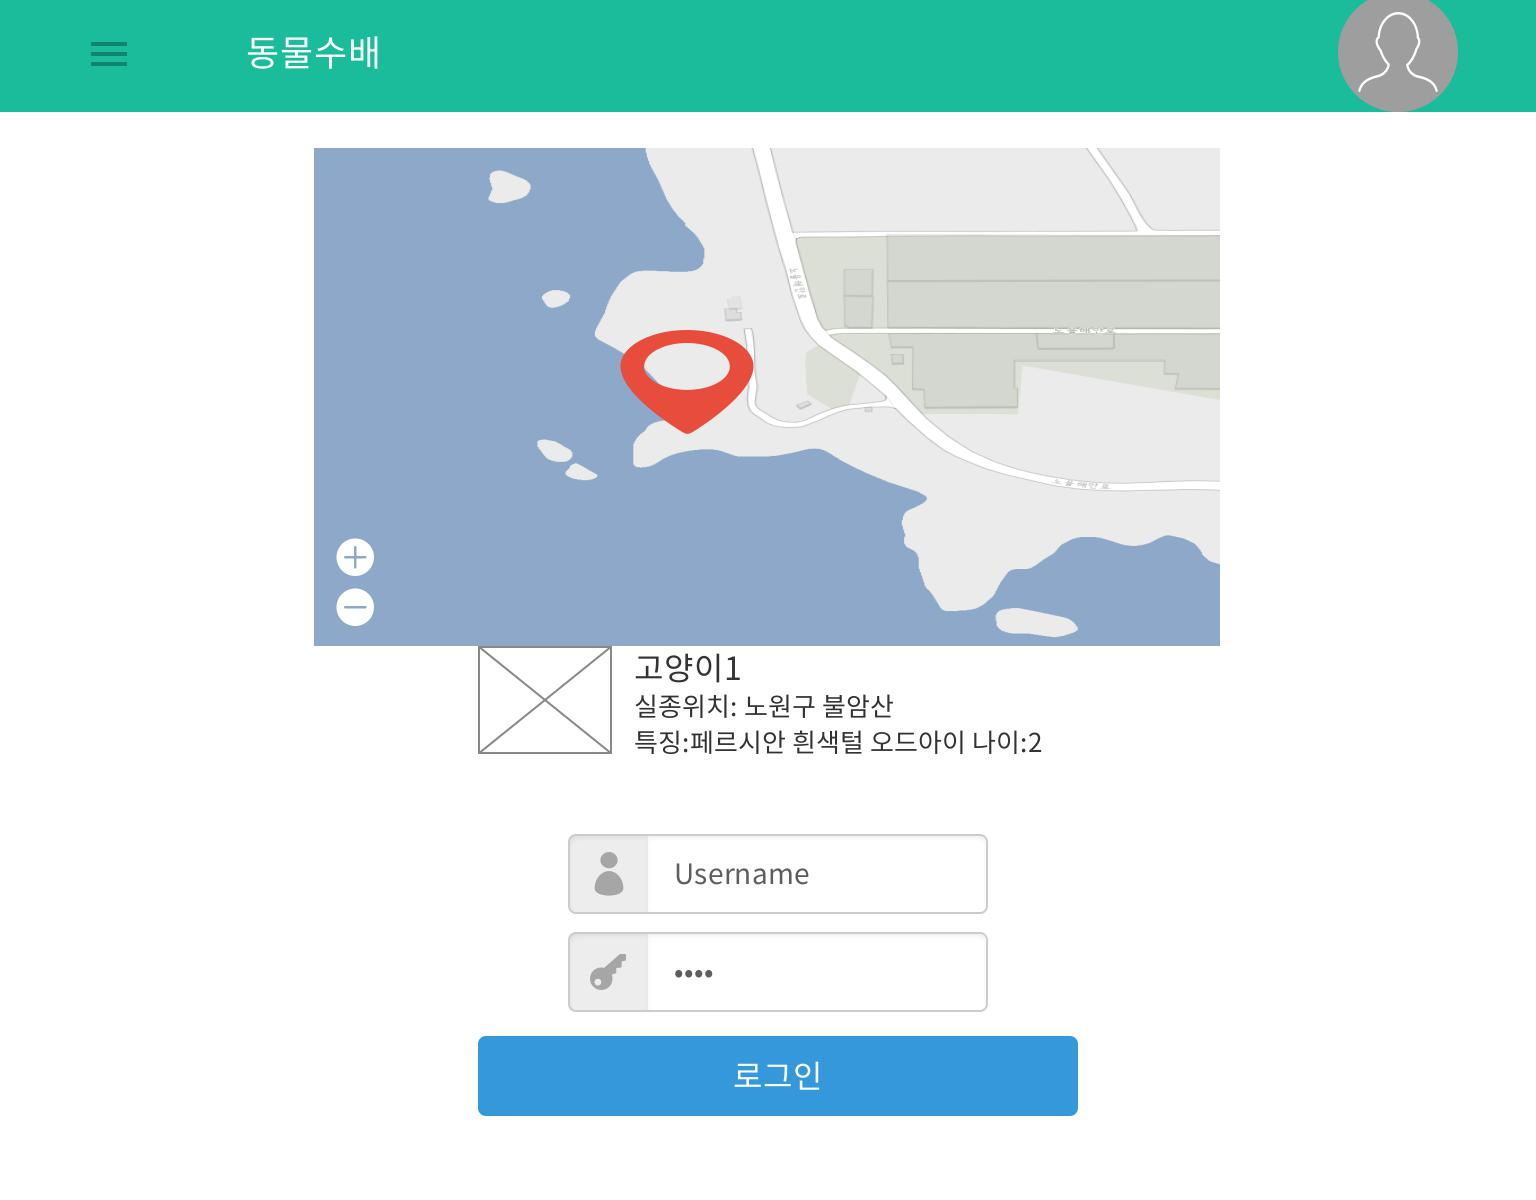 동물수배
고양이1
실종위치: 노원구 불암산
특징:페르시안 흰색털 오드아이 나이:2
Username
••••
로그인